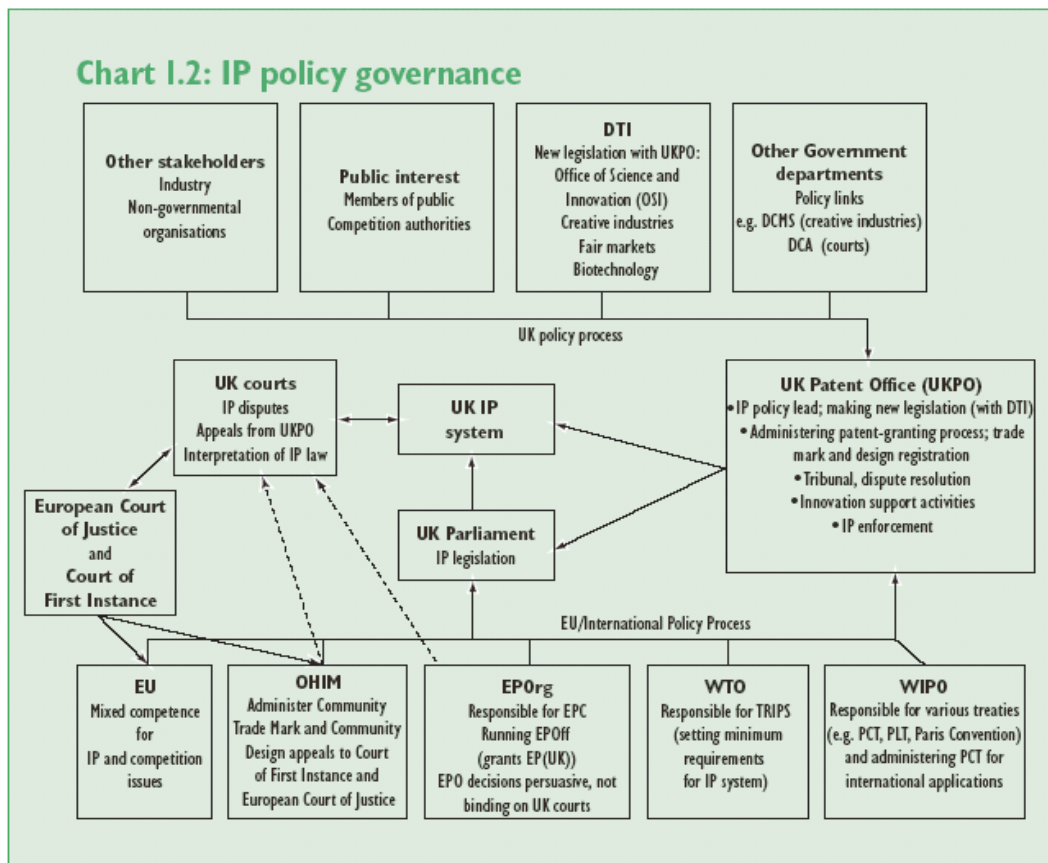 Chart 1.2: IP policy governance
Other stakeholders
Industry
Non-governmental
organisations
Public interest
Members of public
Competition authorities
DTI
New legislation with UKPO:
Office of Science and
Innovation (OSI)
Creative industries
Fair markets
Biotechnology
Other Government
departments
Policy links
e.g. DCMS (creative industries)
DCA (courts)
UK policy process
UK courts
IP disputes
Appeals from UKPO
Interpretation of IP law
UK IP
system
UK Patent Office (UKPO)
•IP policy lead; making new legislation (with DTI)
•Administering patent-granting process; trade
mark and design registration
•Tribunal, dispute resolution
•Innovation support activities
•IP enforcement
European Court
of Justice
and
Court of
First Instance
UK Parliament
IP legislation
EU/International Policy Process
EU
Mixed competence
for
IP and competition
issues
OHIM
Administer Community
Trade Mark and Community
Design appeals to Court
of First Instance and
European Court of Justice
EPOrg
Responsible for EPC
Running EPOff
(grants EP(UK))
EPO decisions persuasive, not
binding on UK courts
WTO
Responsible for TRIPS
(setting minimum
requirements
for IP system)
WIPO
Responsible for various treaties
(e.g. PCT, PLT, Paris Convention)
and administering PCT for
international applications